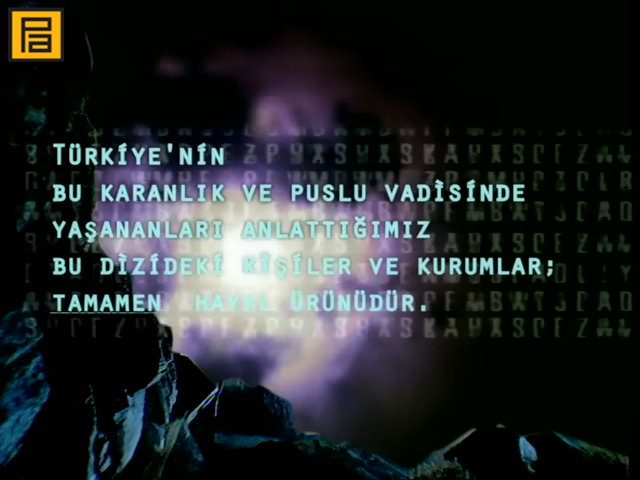 Pa
TÜRKİYE'NİN
BU KARANLIK VE PUSLU VADİSİNDE
YAŞANANLARI ANLATTIĞIMIZ
BU DİZİDEKİ KİŞİLER VE KURUMLAR;
TAMAMEN HAYAL ÜRÜNÜDÜR.